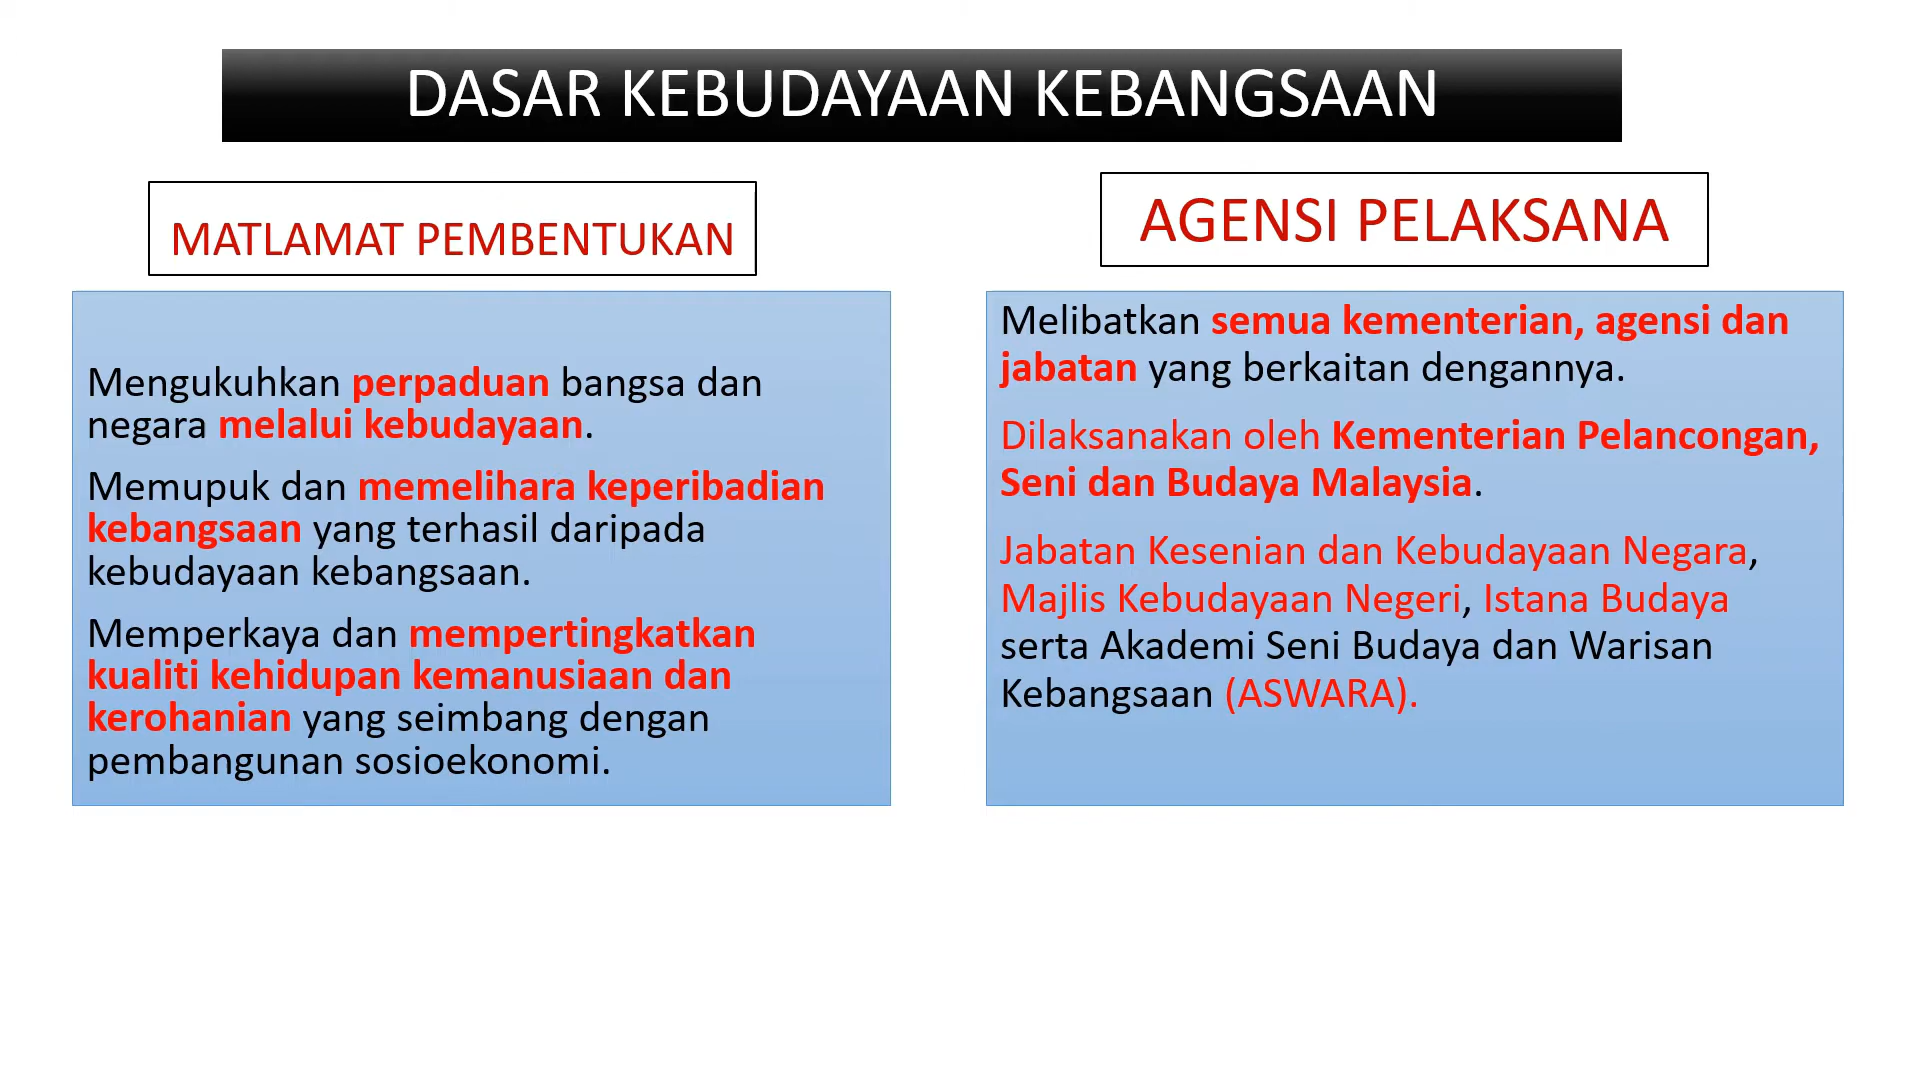 DASAR KEBUDAYAAN KEBANGSAAN
MATLAMAT PEMBENTUKAN
Mengukuhkan perpaduan bangsa dan
negara melalui kebudayaan.
Memupuk dan memelihara keperibadian
kebangsaan yang terhasil daripada
kebudayaan kebangsaan.
Memperkaya dan mempertingkatkan
kualiti kehidupan kemanusiaan dan
kerohanian yang seimbang dengan
pembangunan sosioekonomi.
AGENSI PELAKSANA
Melibatkan semua kementerian, agensi dan
jabatan yang berkaitan dengannya.
Dilaksanakan oleh Kementerian Pelancongan,
Seni dan Budaya Malaysia.
Jabatan Kesenian dan Kebudayaan Negara,
Majlis Kebudayaan Negeri, Istana Budaya
serta Akademi Seni Budaya dan Warisan
Kebangsaan (ASWARA).